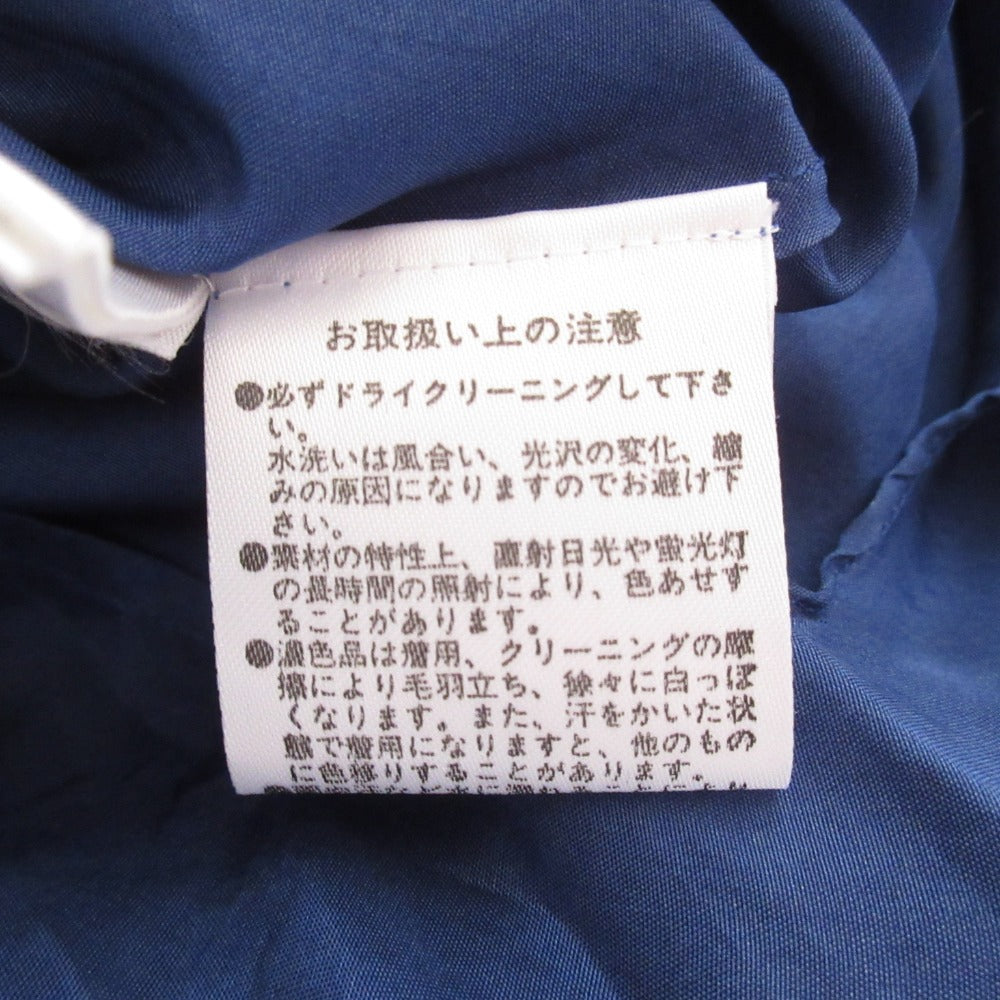 お取扱い上の注意
●必ずドライクリーニングして下さ
い。
水洗いは風合い、光沢の変化、縮
みの原因になりますのでお避け下
さい。
●素材の特性上、直射日光や蛍光灯
の長時間の照射により、色あせす
ることがあります。
●濃色品は着用、クリーニングの摩
擦により毛羽立ち、徐々に白っぽ
くなります。また、汗をかいた状
態で着用になりますと、他のもの
に色移りすることがあります。